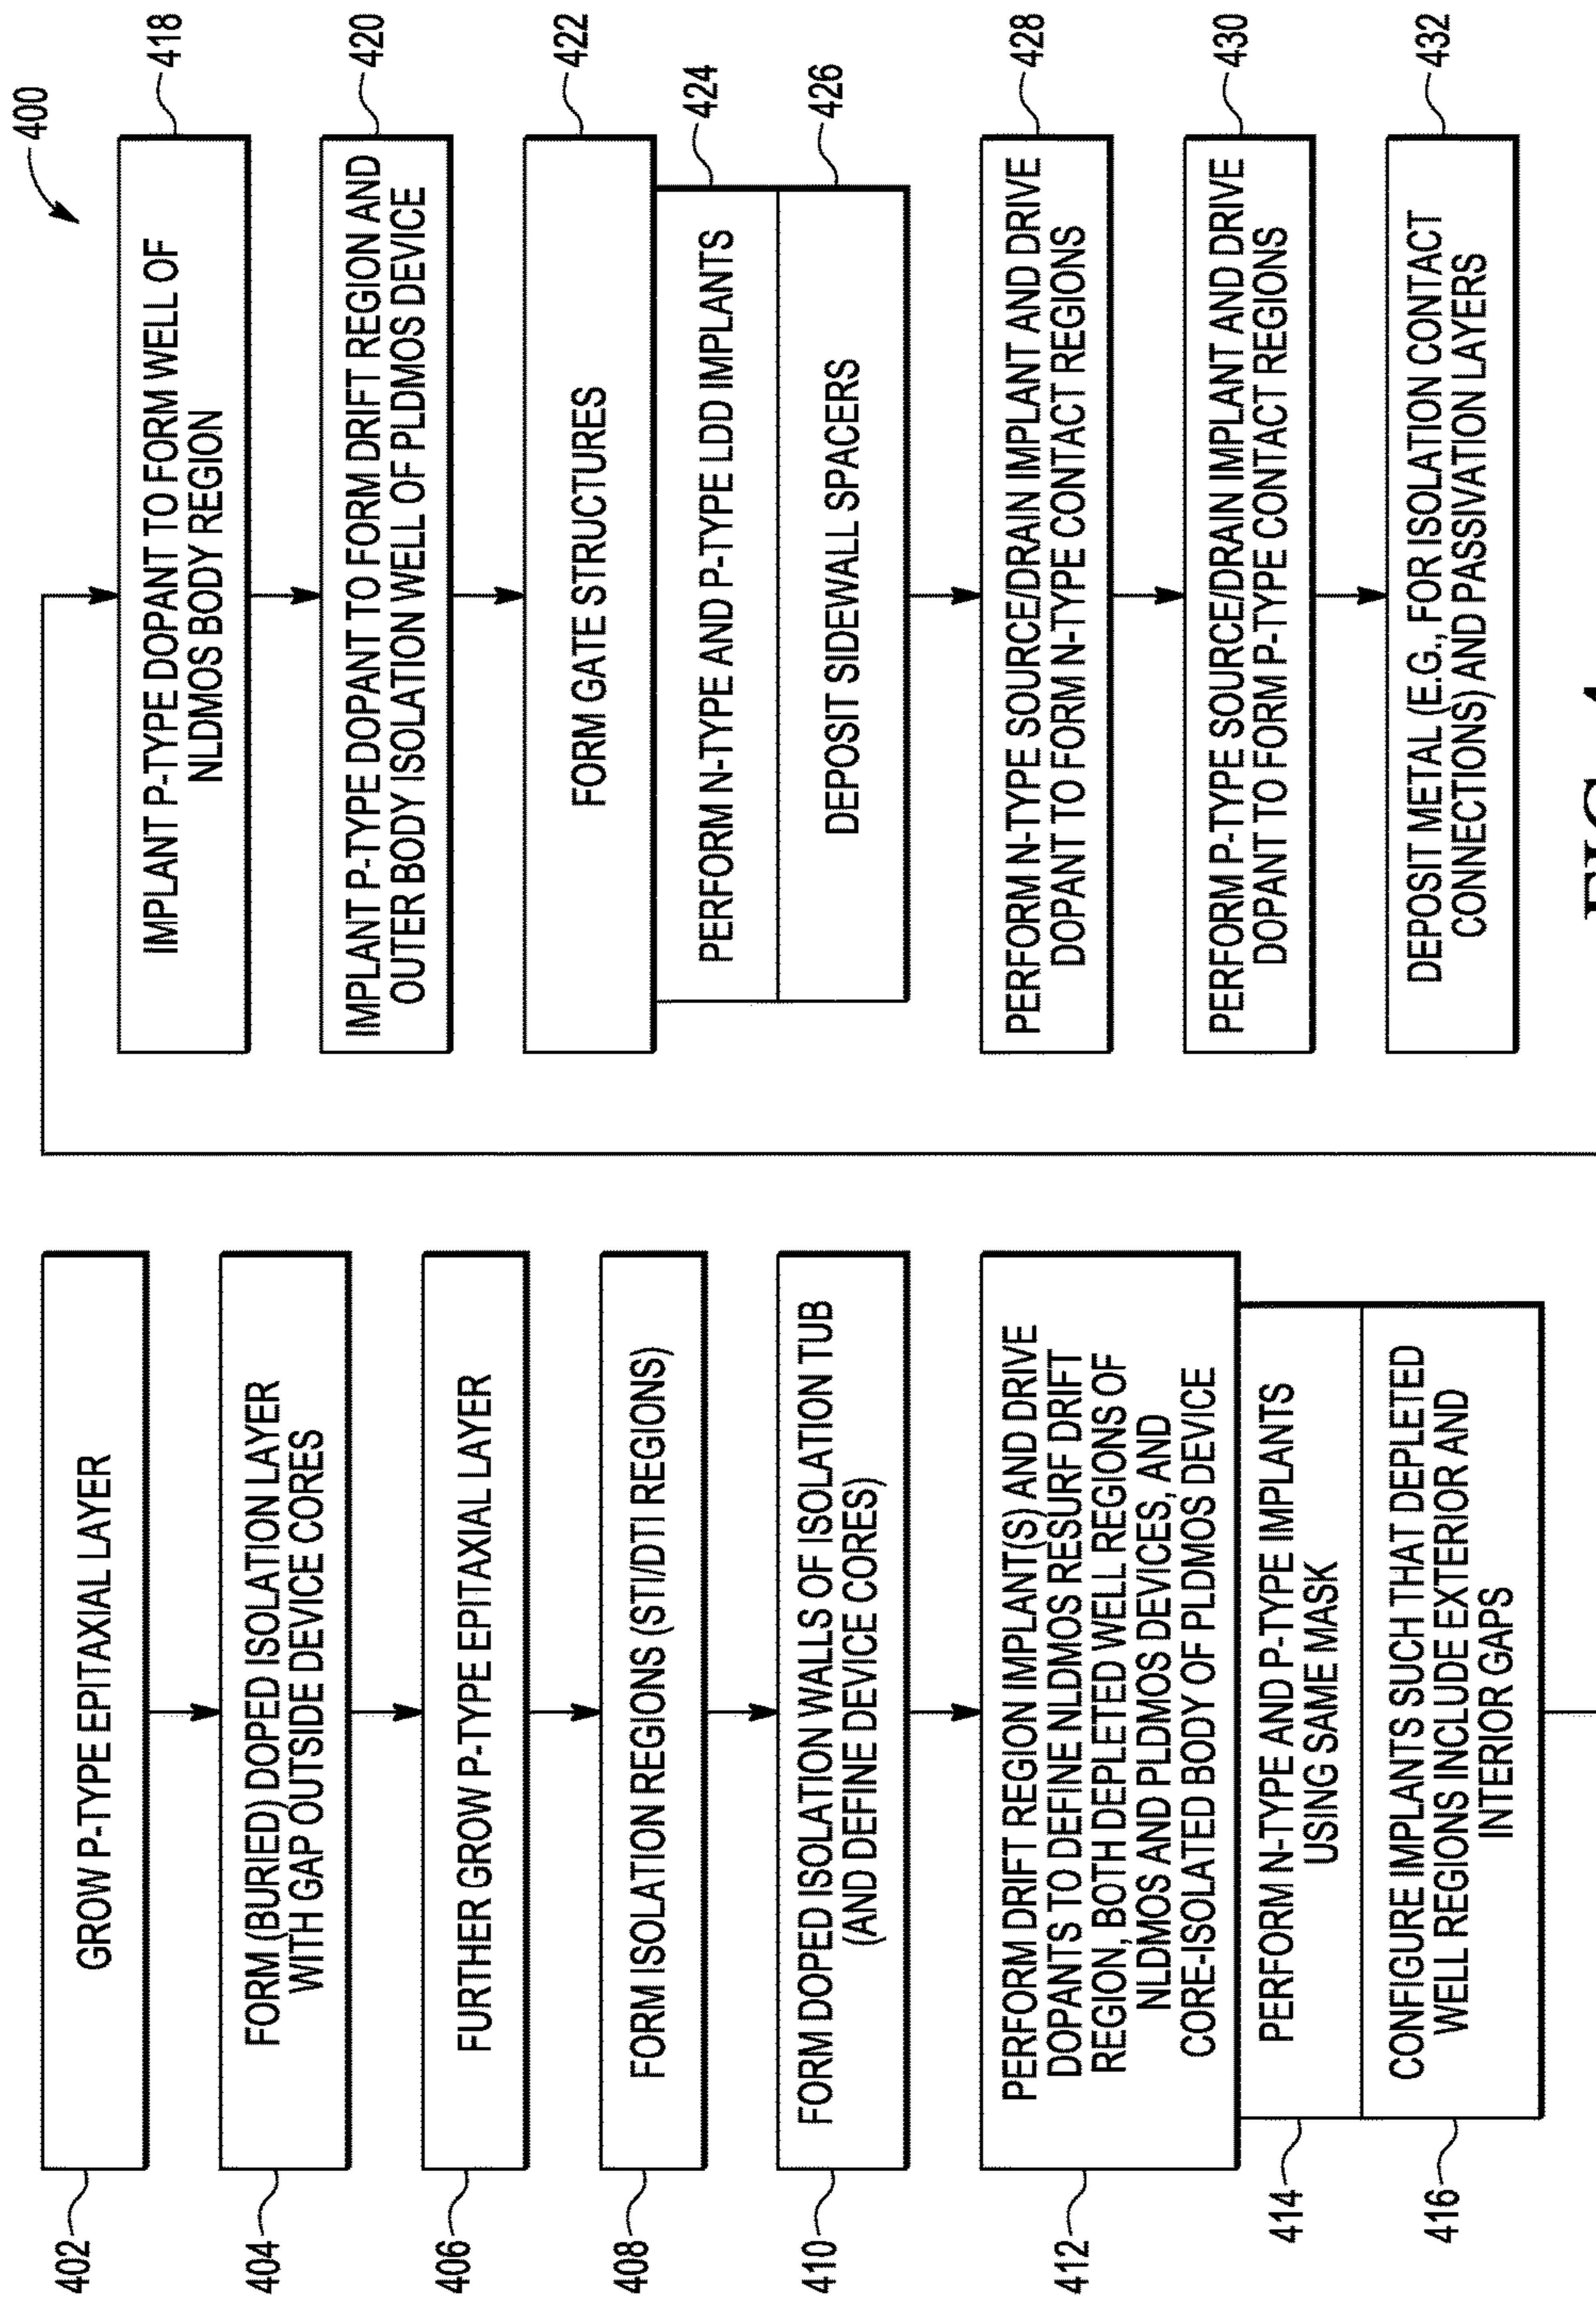 400
402
GROW P-TYPE EPITAXIAL LAYER
404
FORM (BURIED) DOPED ISOLATION LAYER
WITH GAP OUTSIDE DEVICE CORES
406
FURTHER GROW P-TYPE EPITAXIAL LAYER
408
FORM ISOLATION REGIONS (STI/DTI REGIONS)
410
FORM DOPED ISOLATION WALLS OF ISOLATION TUB
(AND DEFINE DEVICE CORES)
412
PERFORM DRIFT REGION IMPLANT(S) AND DRIVE
DOPANTS TO DEFINE NLDMOS RESURF DRIFT
REGION, BOTH DEPLETED WELL REGIONS OF
NLDMOS AND PLDMOS DEVICES, AND
CORE-ISOLATED BODY OF PLDMOS DEVICE
414
PERFORM N-TYPE AND P-TYPE IMPLANTS
USING SAME MASK
416
CONFIGURE IMPLANTS SUCH THAT DEPLETED
WELL REGIONS INCLUDE EXTERIOR AND
INTERIOR GAPS
IMPLANT P-TYPE DOPANT TO FORM WELL OF
NLDMOS BODY REGION
418
IMPLANT P-TYPE DOPANT TO FORM DRIFT REGION AND
OUTER BODY ISOLATION WELL OF PLDMOS DEVICE
420
FORM GATE STRUCTURES
422
PERFORM N-TYPE AND P-TYPE LDD IMPLANTS
424
DEPOSIT SIDEWALL SPACERS
426
PERFORM N-TYPE SOURCE/DRAIN IMPLANT AND DRIVE
DOPANT TO FORM N-TYPE CONTACT REGIONS
428
PERFORM P-TYPE SOURCE/DRAIN IMPLANT AND DRIVE
DOPANT TO FORM P-TYPE CONTACT REGIONS
430
DEPOSIT METAL (E.G., FOR ISOLATION CONTACT
CONNECTIONS) AND PASSIVATION LAYERS
432